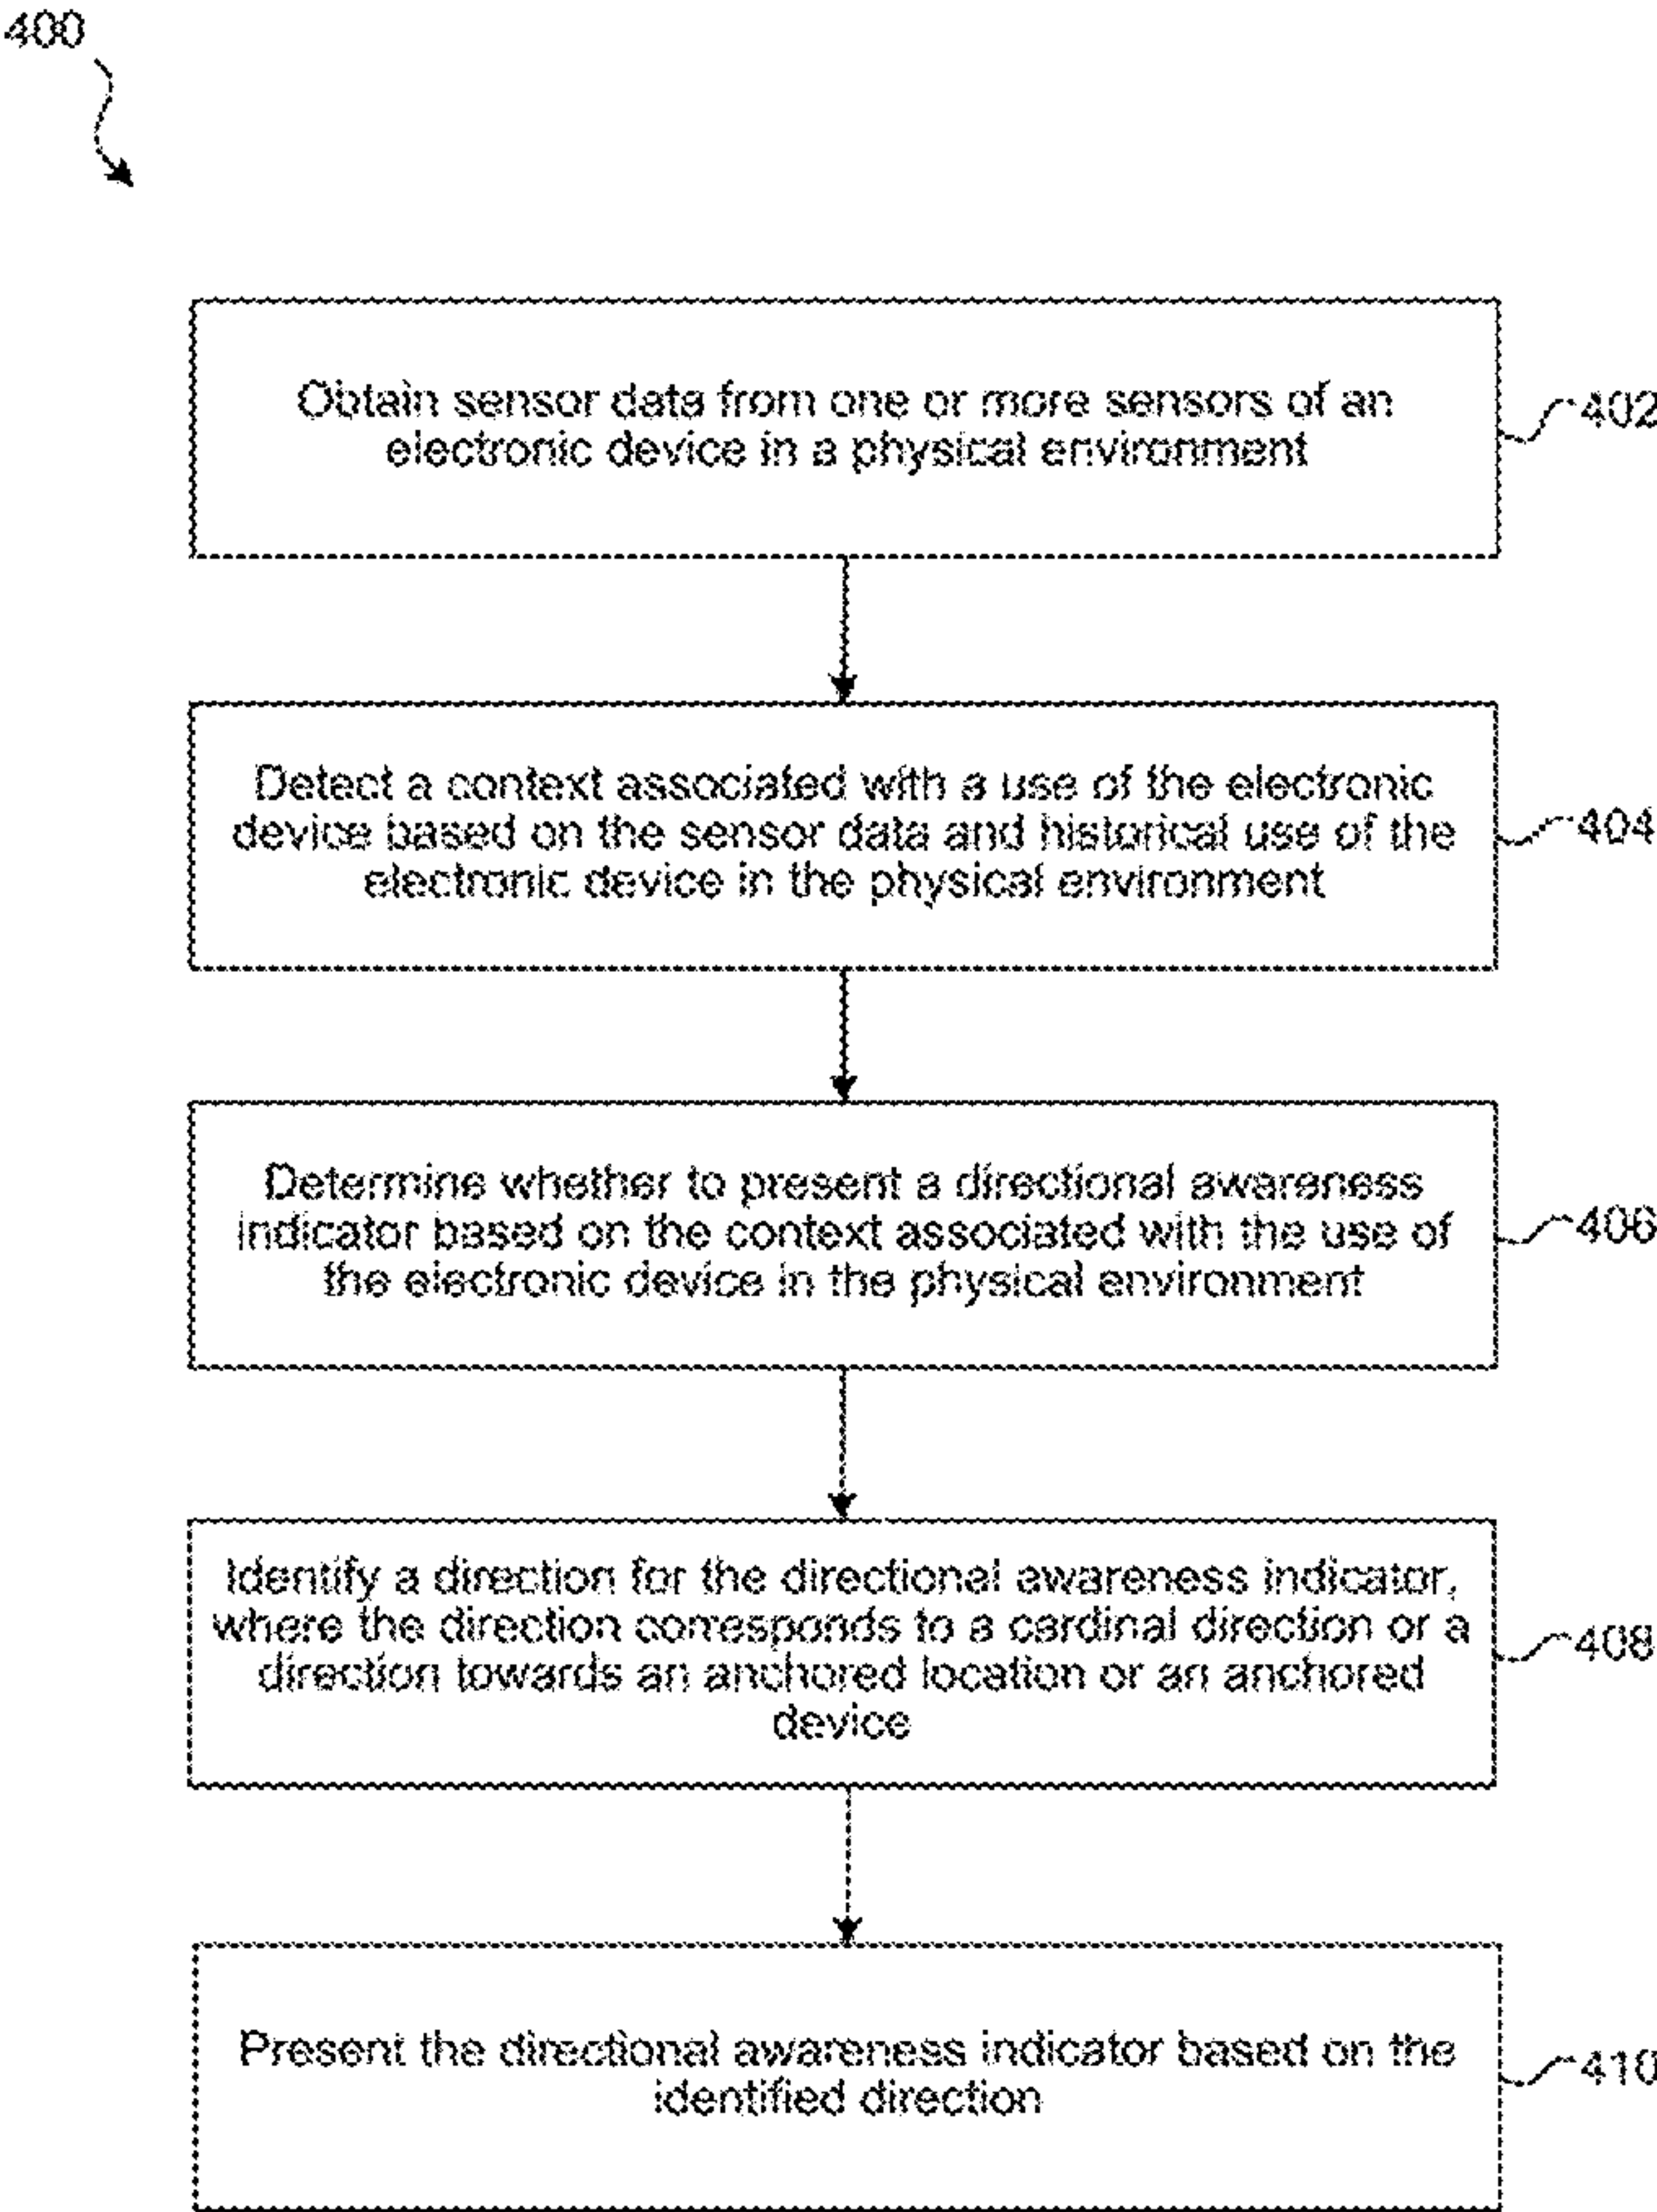 400
Obtain sensor data from one or more sensors of an
electronic device in a physical environment
402
Detect a context associated with a use of the electronic
device based on the sensor data and historical use of the
electronic device in the physical environment
404
Determine whether to present a directional awareness
indicator based on the context associated with the use of
the electronic device in the physical environment
406
Identify a direction for the directional awareness indicator,
where the direction corresponds to a cardinal direction or a
direction towards an anchored location or an anchored
device
408
Present the directional awareness indicator based on the
identified direction
410